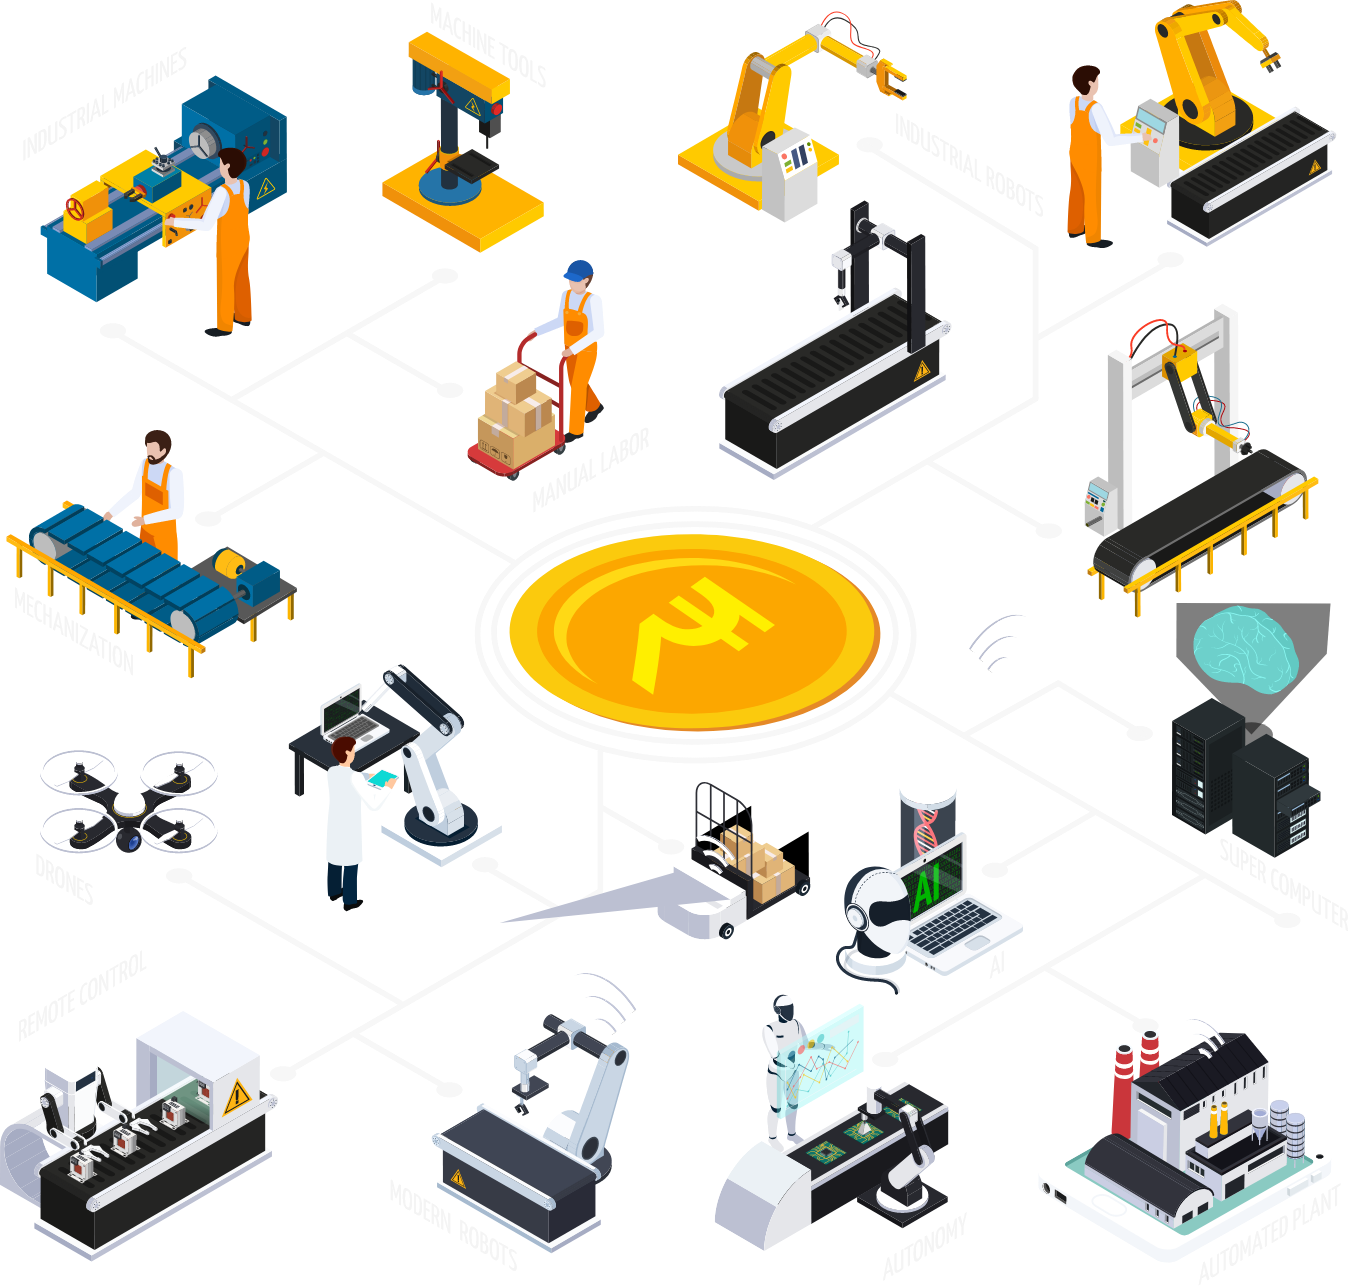 MACHINE TOOLS
INDUSTRIAL MACHINES
INDUSTRIAL ROBOTS
MANUAL LABOR
MECHANIZATION
₹
DRONES
SUPER COMPUTER
AI
AI
REMOTE CONTROL
MODERN ROBOTS
AUTONOMY
AUTOMATED PLANT